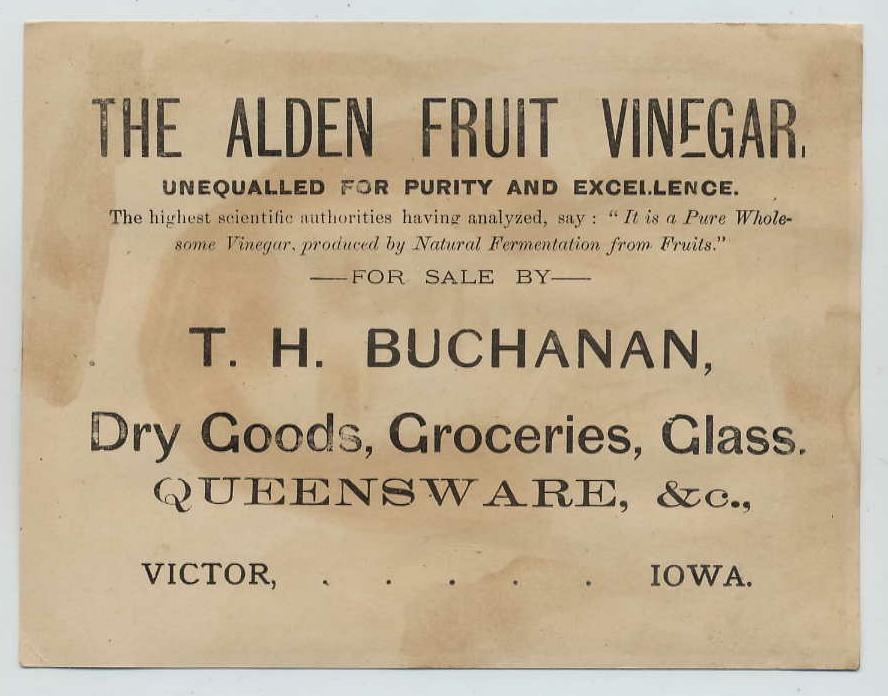 THE ALDEN FRUIT VINEGAR.
UNEQUALLED FOR PURITY AND EXCELLENCE.
The highest scientific authorities having analyzed, say : " It is a Pure Whole-
some Vinegar, produced by Natural Fermentation from Fruits."
—FOR SALE BY—
T. H. BUCHANAN,
Dry Goods, Groceries, Glass.
QUEENSWARE, &c.,
VICTOR, . . . . . IOWA.